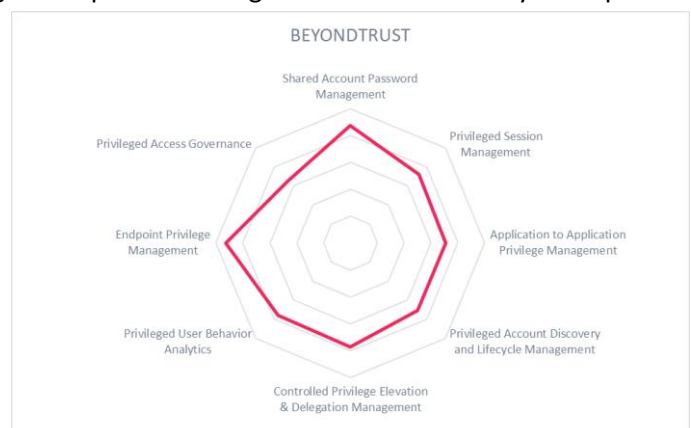 BEYONDTRUST
Shared Account Password
Management
Privileged Session
Management
Application to Application
Privilege Management
Privileged Account Discovery
and Lifecycle Management
Controlled Privilege Elevation
& Delegation Management
Privileged User Behavior
Analytics
Endpoint Privilege
Management
Privileged Access Governance